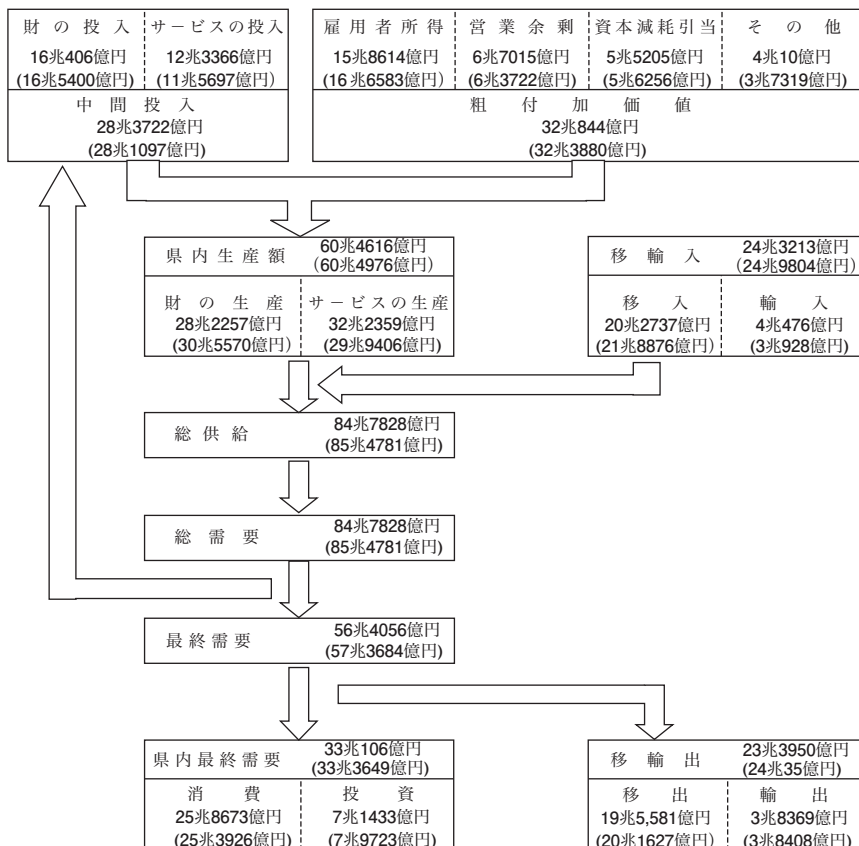 財の投入 サービスの投入 雇用者所得 営業余剰 資本減耗引当 その他
16兆406億円 12兆3366億円 15兆8614億円 6兆7015億円 5兆5205億円 4兆10億円
(16兆5400億円) (11兆5697億円) (16兆6583億円) (6兆3722億円) (5兆6256億円) (3兆7319億円)
中間投入 粗付加価値
28兆3722億円 32兆844億円
(28兆1097億円) (32兆3880億円)
県内生産額 60兆4616億円 移輸入 24兆3213億円
(60兆4976億円) (24兆9804億円)
財の生産 サービスの生産 移入 輸入
28兆2257億円 32兆2359億円 20兆2737億円 4兆476億円
(30兆5570億円) (29兆9406億円) (21兆8876億円) (3兆928億円)
総供給 84兆7828億円
(85兆4781億円)
総需要 84兆7828億円
(85兆4781億円)
最終需要 56兆4056億円
(57兆3684億円)
県内最終需要 33兆106億円 移輸出 23兆3950億円
(33兆3649億円) (24兆35億円)
消費 投資 移出 輸出
25兆8673億円 7兆1433億円 19兆5,581億円 3兆8369億円
(25兆3926億円) (7兆9723億円) (20兆1627億円) (3兆8408億円)